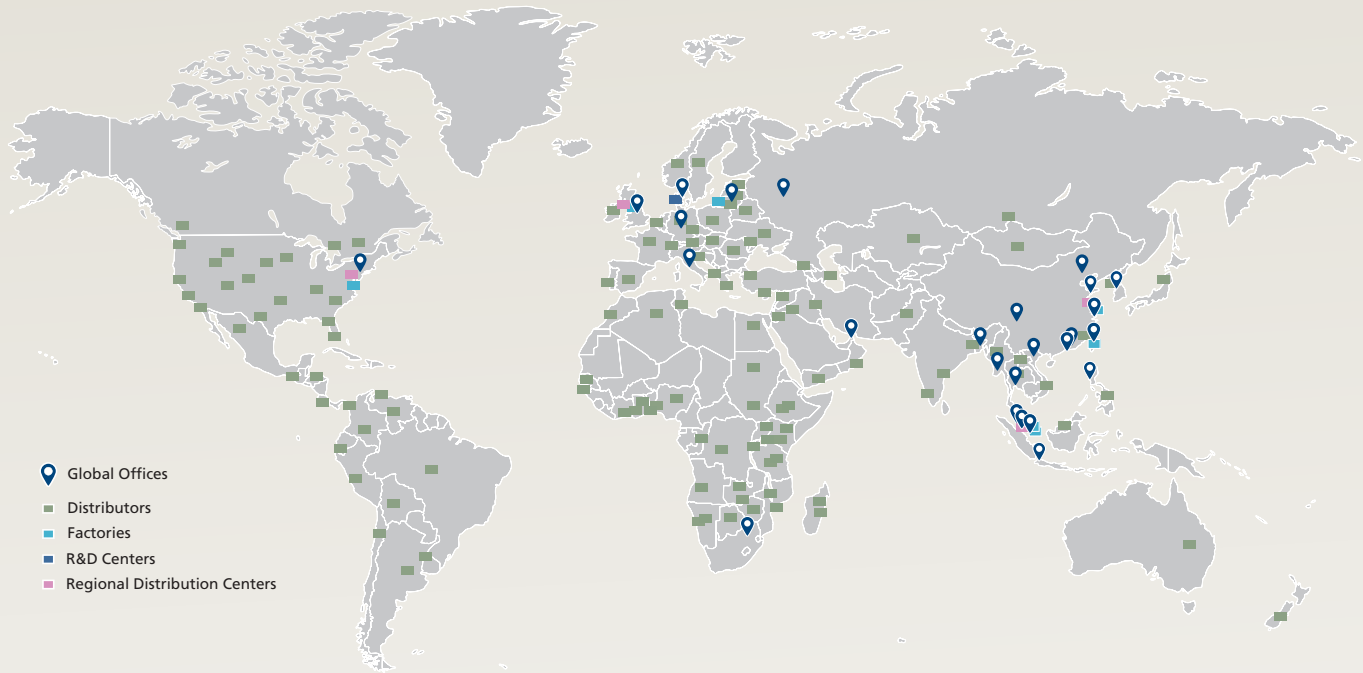 Global Offices
Distributors
Factories
R&D Centers
Regional Distribution Centers